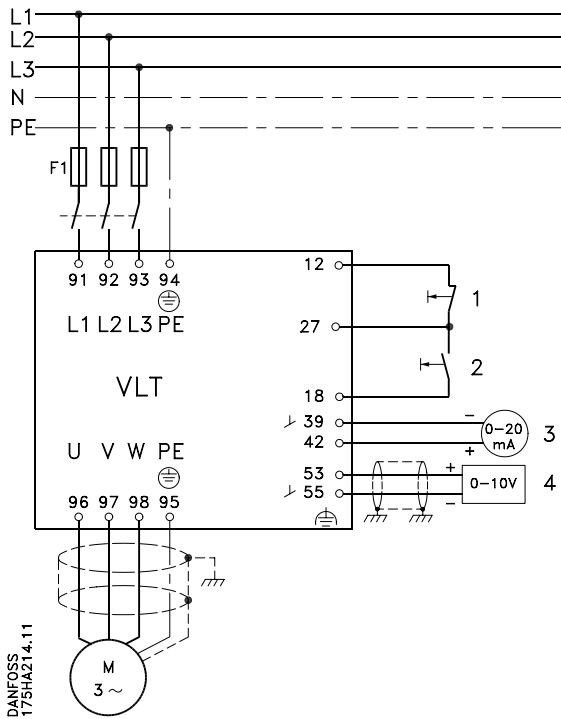 L1
L2
L3
N
PE
F1
91 92 93 94
L1 L2 L3 PE
VLT
U V W PE
96 97 98 95
12
27
18
39
42
53
55
1
2
−
0−20
mA
+
3
+
0−10V
−
4
M
3 ~
DANFOSS
175HA214.11